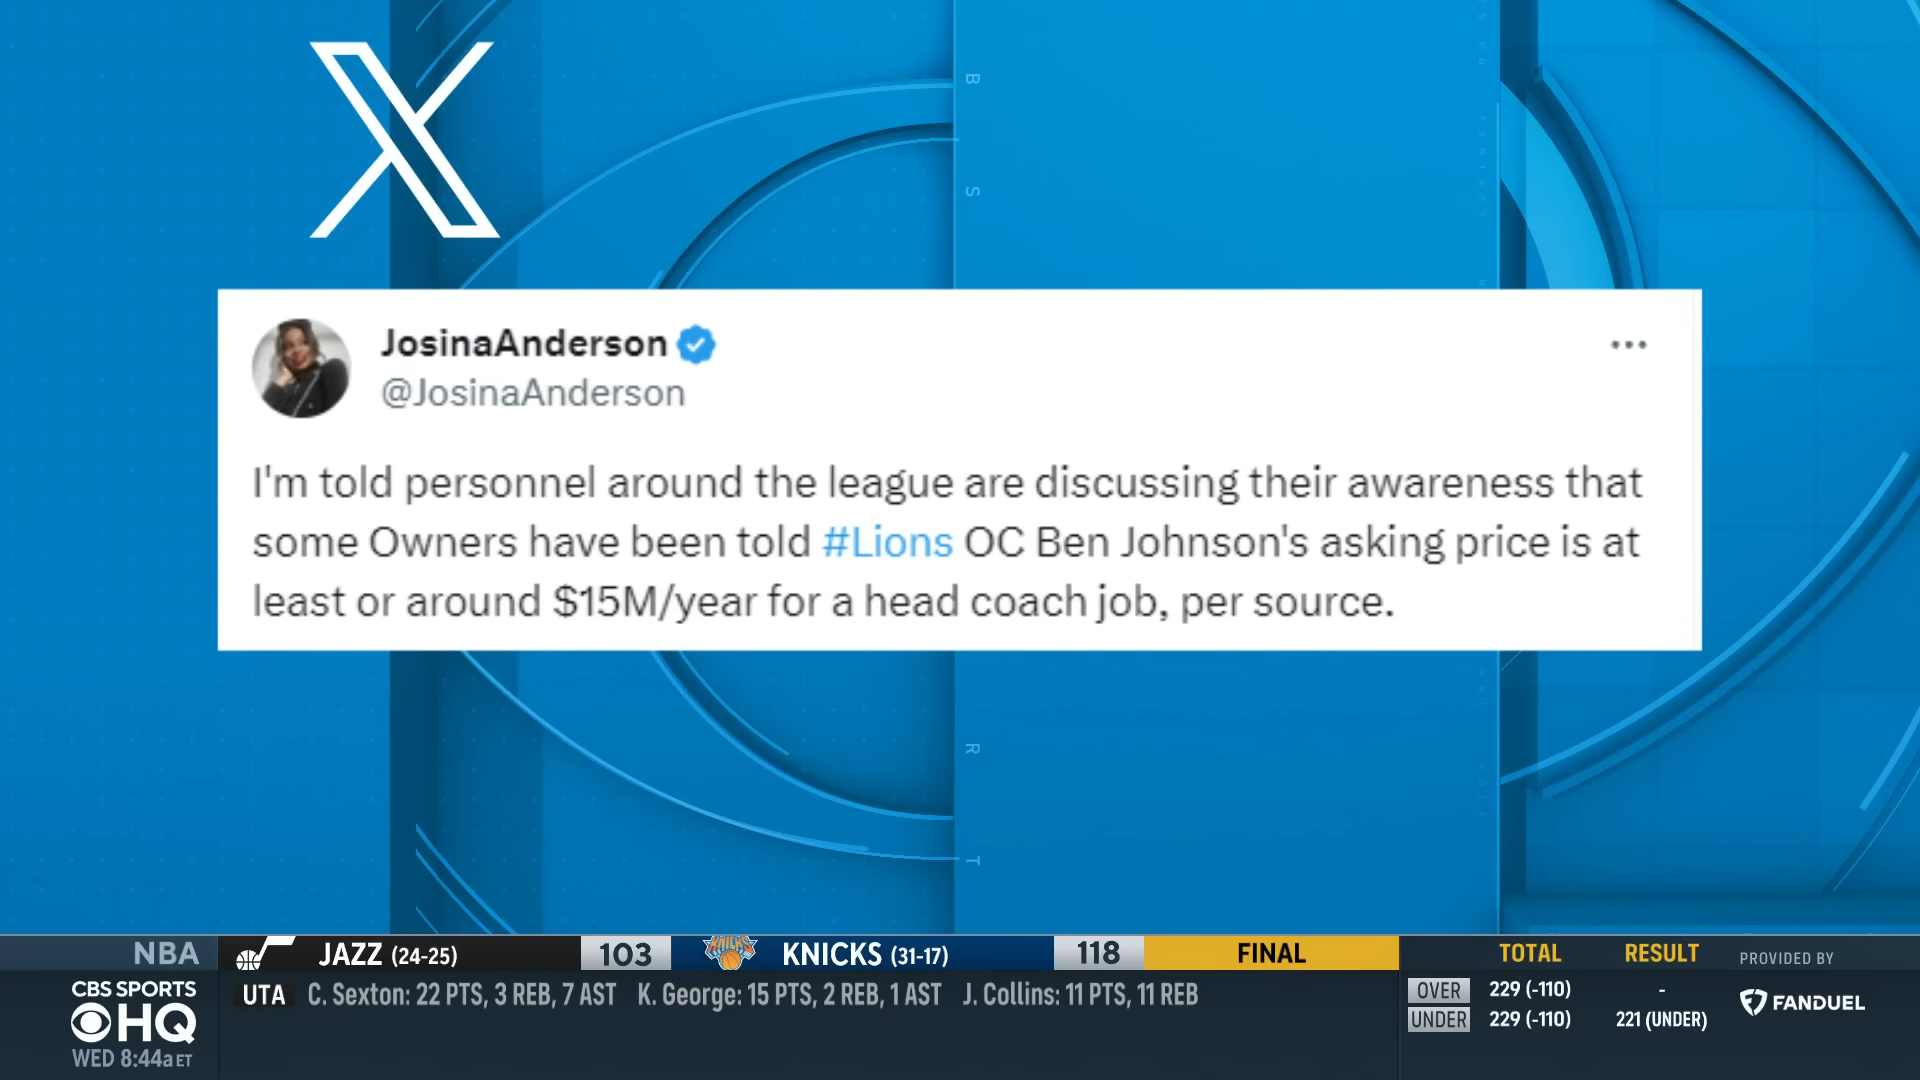 JosinaAnderson
@JosinaAnderson
I'm told personnel around the league are discussing their awareness that
some Owners have been told #Lions OC Ben Johnson's asking price is at
least or around $15M/year for a head coach job, per source.
B
S
R
T
NBA
JAZZ (24-25) 103 KNICKS (31-17) 118 FINAL
UTA C. Sexton: 22 PTS, 3 REB, 7 AST K. George: 15 PTS, 2 REB, 1 AST J. Collins: 11 PTS, 11 REB
TOTAL RESULT
OVER 229 (-110) -
UNDER 229 (-110) 221 (UNDER)
PROVIDED BY
FANDUEL
CBS SPORTS
HQ
WED 8:44a ET